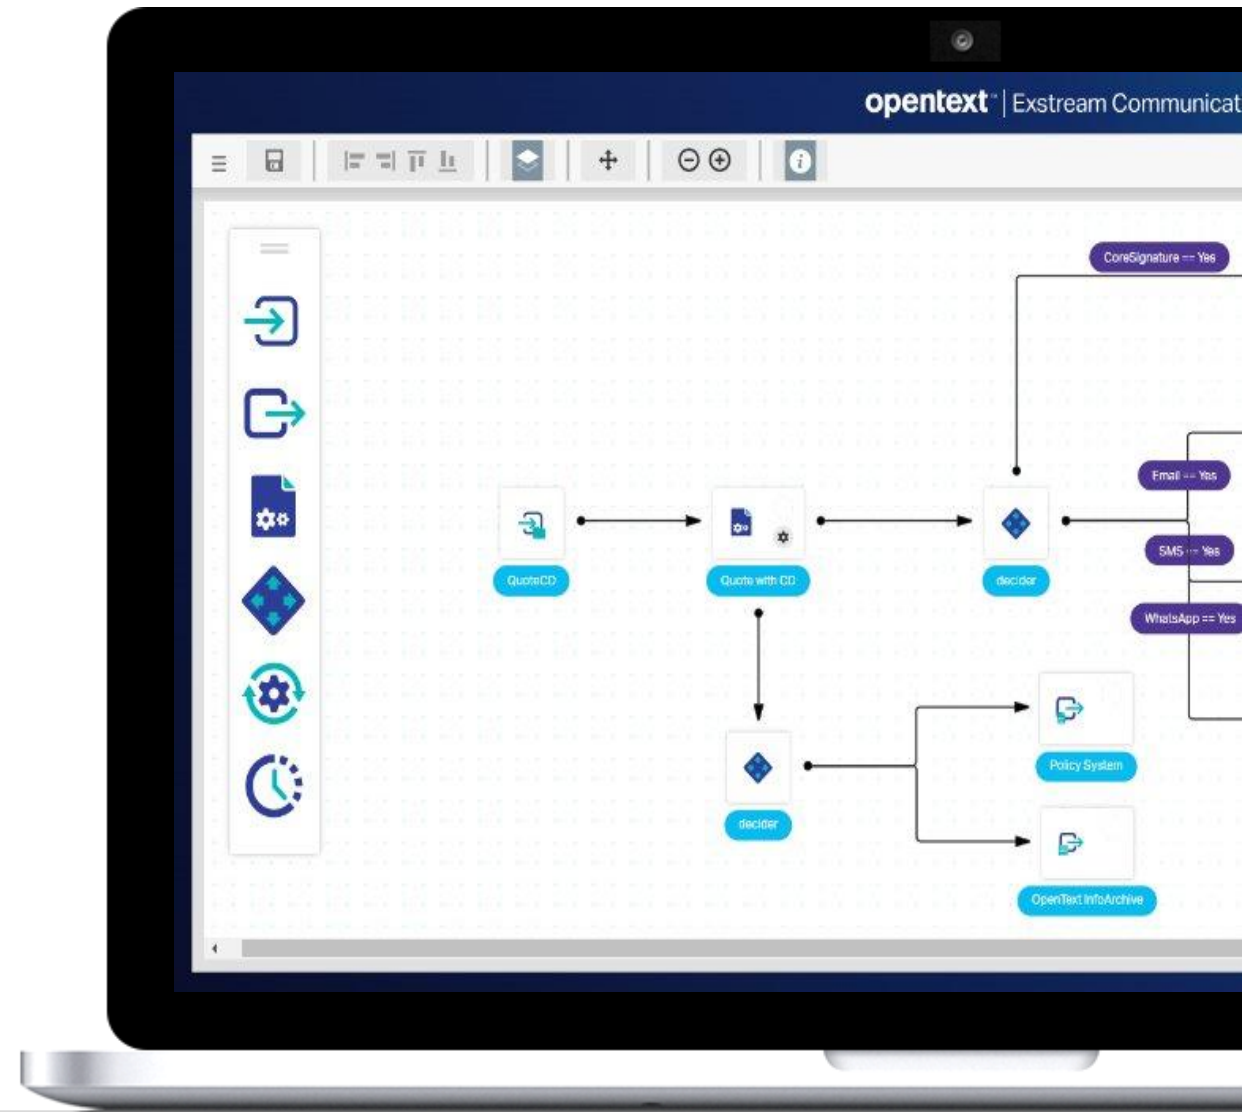 opentext™ | Exstream Communicat
CoreSignature == Yes
Email == Yes
SMS == Yes
WhatsApp == Yes
QuoteCD
Quote with CD
decider
Policy System
decider
OpenText InfoArchive